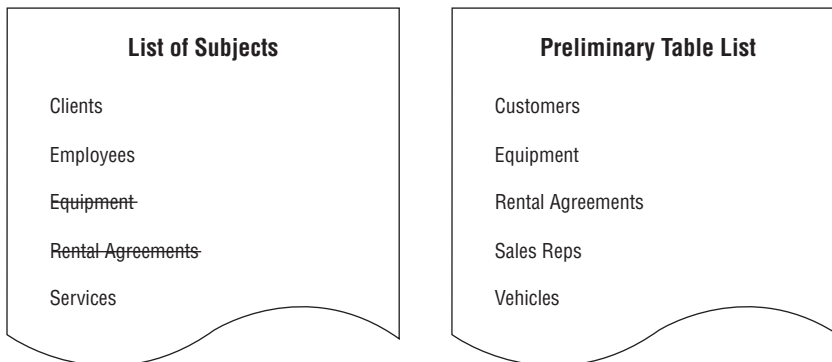 List of Subjects
Clients
Employees
Equipment
Rental Agreements
Services
Preliminary Table List
Customers
Equipment
Rental Agreements
Sales Reps
Vehicles